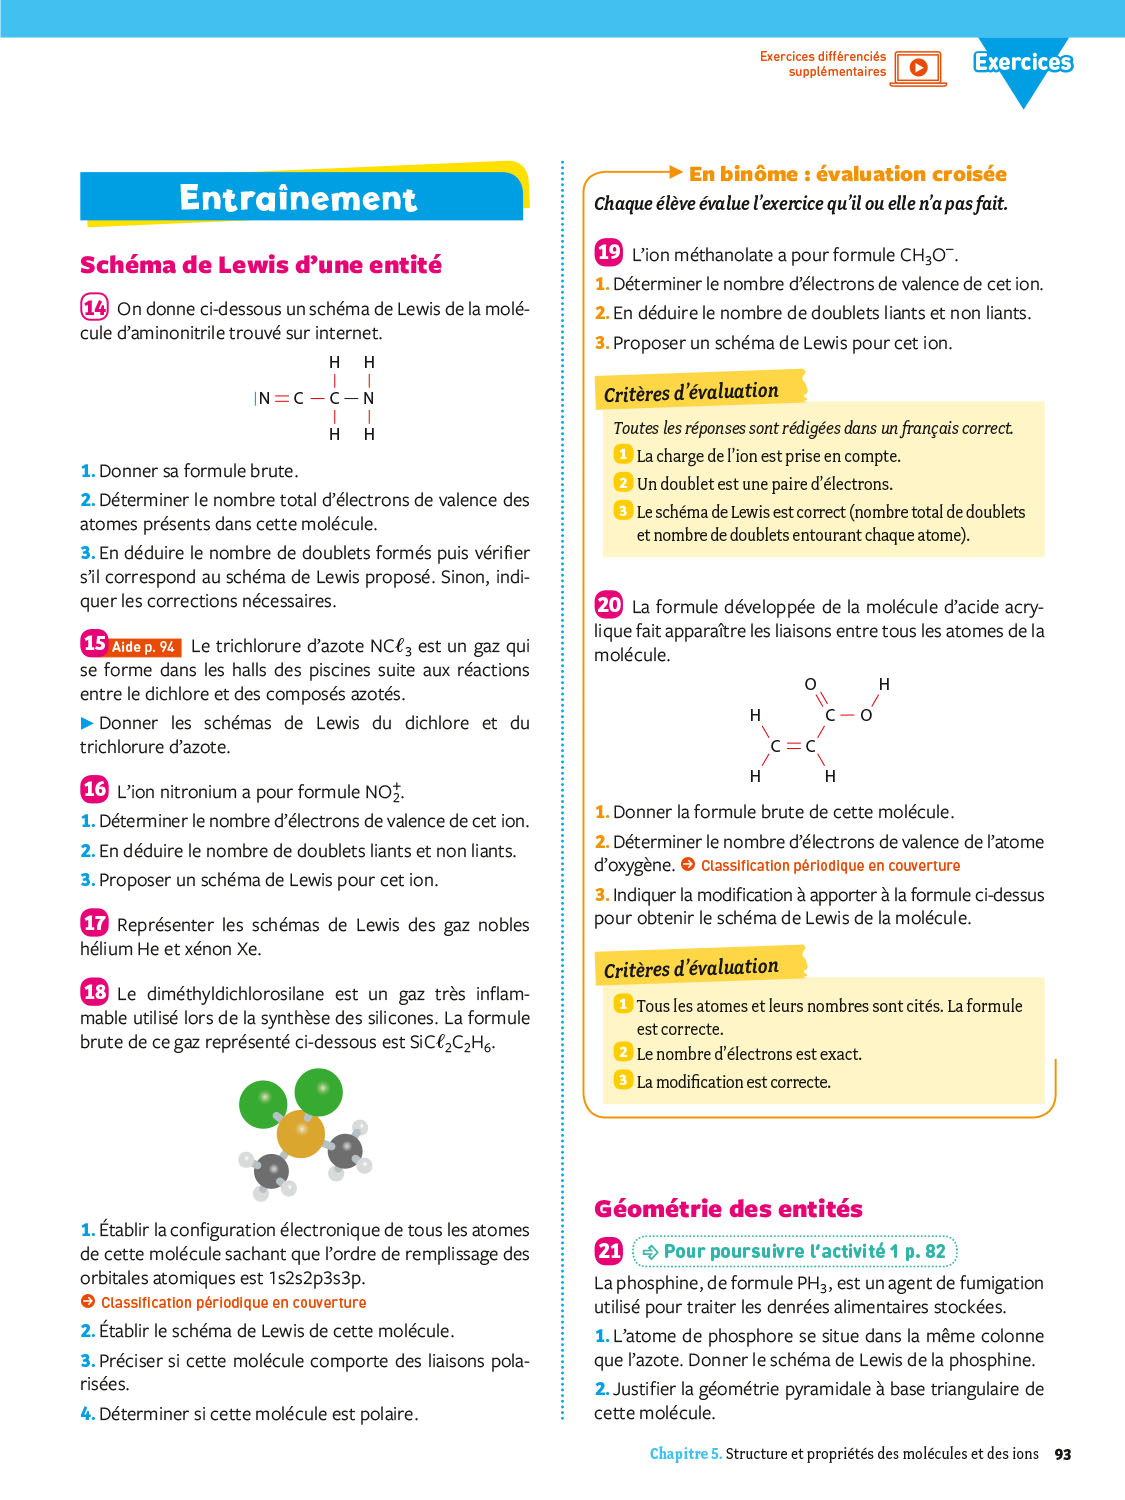 Exercices différenciés
supplémentaires
Exercices
Entraînement
Schéma de Lewis d’une entité
14 On donne ci-dessous un schéma de Lewis de la molé-
cule d’aminonitrile trouvé sur internet.
H H
|N=C–C–N
H H
1. Donner sa formule brute.
2. Déterminer le nombre total d’électrons de valence des
atomes présents dans cette molécule.
3. En déduire le nombre de doublets formés puis vérifier
s’il correspond au schéma de Lewis proposé. Sinon, indi-
quer les corrections nécessaires.
15 Aide p. 94 Le trichlorure d’azote NCℓ₃ est un gaz qui
se forme dans les halls des piscines suite aux réactions
entre le dichlore et des composés azotés.
▶ Donner les schémas de Lewis du dichlore et du
trichlorure d’azote.
16 L’ion nitronium a pour formule NO₂⁺.
1. Déterminer le nombre d’électrons de valence de cet ion.
2. En déduire le nombre de doublets liants et non liants.
3. Proposer un schéma de Lewis pour cet ion.
17 Représenter les schémas de Lewis des gaz nobles
hélium He et xénon Xe.
18 Le diméthyldichlorosilane est un gaz très inflam-
mable utilisé lors de la synthèse des silicones. La formule
brute de ce gaz représenté ci-dessous est SiCℓ₂C₂H₆.
1. Établir la configuration électronique de tous les atomes
de cette molécule sachant que l’ordre de remplissage des
orbitales atomiques est 1s2s2p3s3p.
Classification périodique en couverture
2. Établir le schéma de Lewis de cette molécule.
3. Préciser si cette molécule comporte des liaisons pola-
risées.
4. Déterminer si cette molécule est polaire.
En binôme : évaluation croisée
Chaque élève évalue l’exercice qu’il ou elle n’a pas fait.
19 L’ion méthanolate a pour formule CH₃O⁻.
1. Déterminer le nombre d’électrons de valence de cet ion.
2. En déduire le nombre de doublets liants et non liants.
3. Proposer un schéma de Lewis pour cet ion.
Critères d’évaluation
Toutes les réponses sont rédigées dans un français correct.
1 La charge de l’ion est prise en compte.
2 Un doublet est une paire d’électrons.
3 Le schéma de Lewis est correct (nombre total de doublets
et nombre de doublets entourant chaque atome).
20 La formule développée de la molécule d’acide acry-
lique fait apparaître les liaisons entre tous les atomes de la
molécule.
O H
H C–O
C=C
H H
1. Donner la formule brute de cette molécule.
2. Déterminer le nombre d’électrons de valence de l’atome
d’oxygène. Classification périodique en couverture
3. Indiquer la modification à apporter à la formule ci-dessus
pour obtenir le schéma de Lewis de la molécule.
Critères d’évaluation
1 Tous les atomes et leurs nombres sont cités. La formule
est correcte.
2 Le nombre d’électrons est exact.
3 La modification est correcte.
Géométrie des entités
21 Pour poursuivre l’activité 1 p. 82
La phosphine, de formule PH₃, est un agent de fumigation
utilisé pour traiter les denrées alimentaires stockées.
1. L’atome de phosphore se situe dans la même colonne
que l’azote. Donner le schéma de Lewis de la phosphine.
2. Justifier la géométrie pyramidale à base triangulaire de
cette molécule.
Chapitre 5. Structure et propriétés des molécules et des ions 93